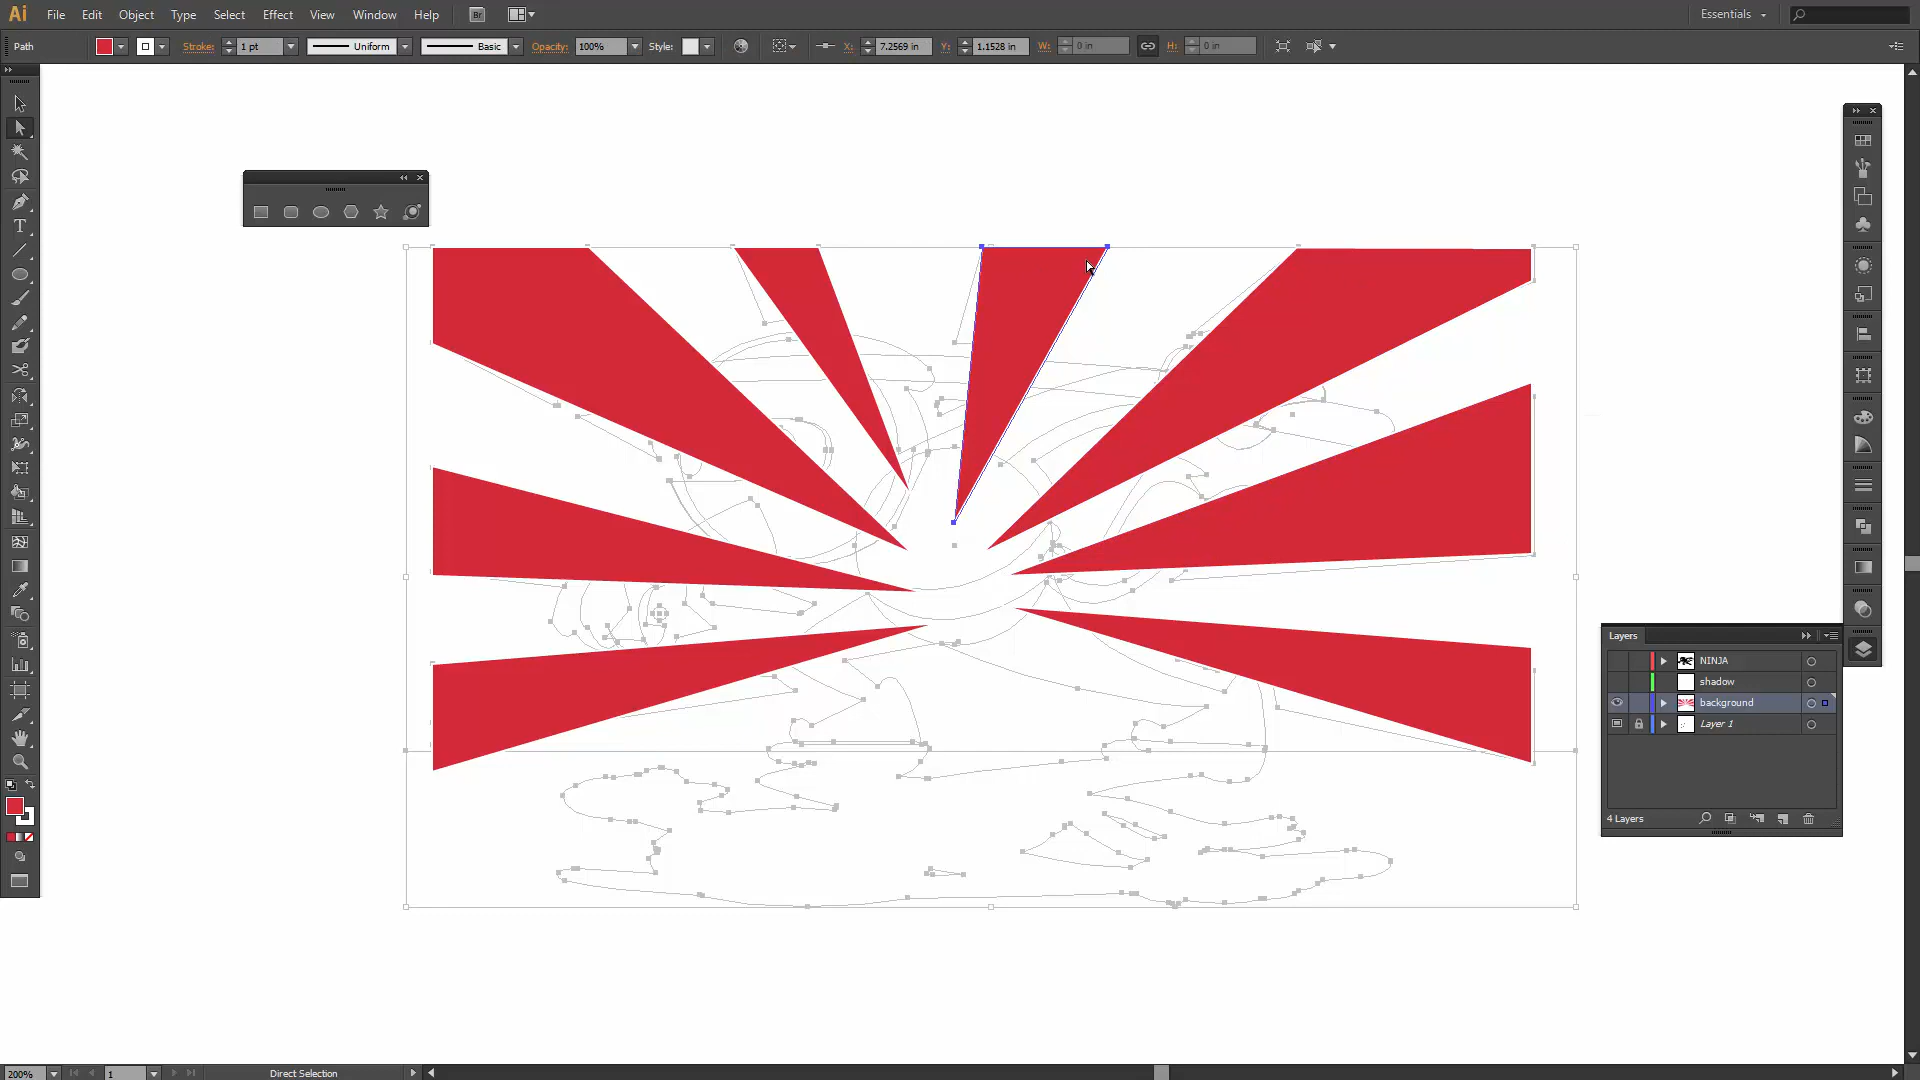 Ai File Edit Object Type Select Effect View Window Help Br Essentials
Path Stroke: 1 pt Uniform Basic Opacity: 100% Style: X: 7.2569 in Y: 1.1528 in W: 0 in H: 0 in
T
Layers
NINJA
shadow
background
Layer 1
4 Layers
200% 1 Direct Selection